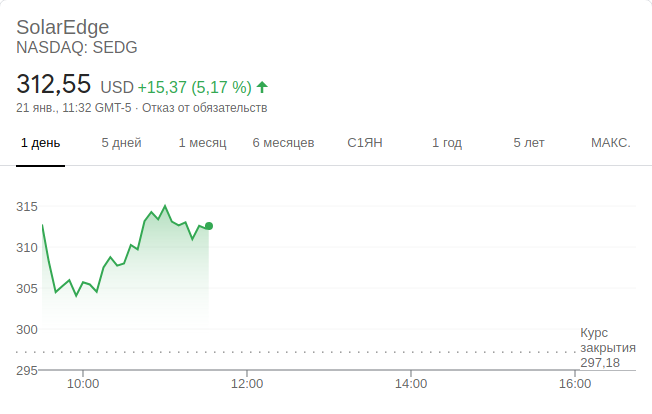 SolarEdge
NASDAQ: SEDG
312,55 USD +15,37 (5,17 %)
21 янв., 11:32 GMT-5 · Отказ от обязательств
1 день 5 дней 1 месяц 6 месяцев С1ЯН 1 год 5 лет МАКС.
315
310
305
300
Курс
закрытия
297,18
295
10:00 12:00 14:00 16:00